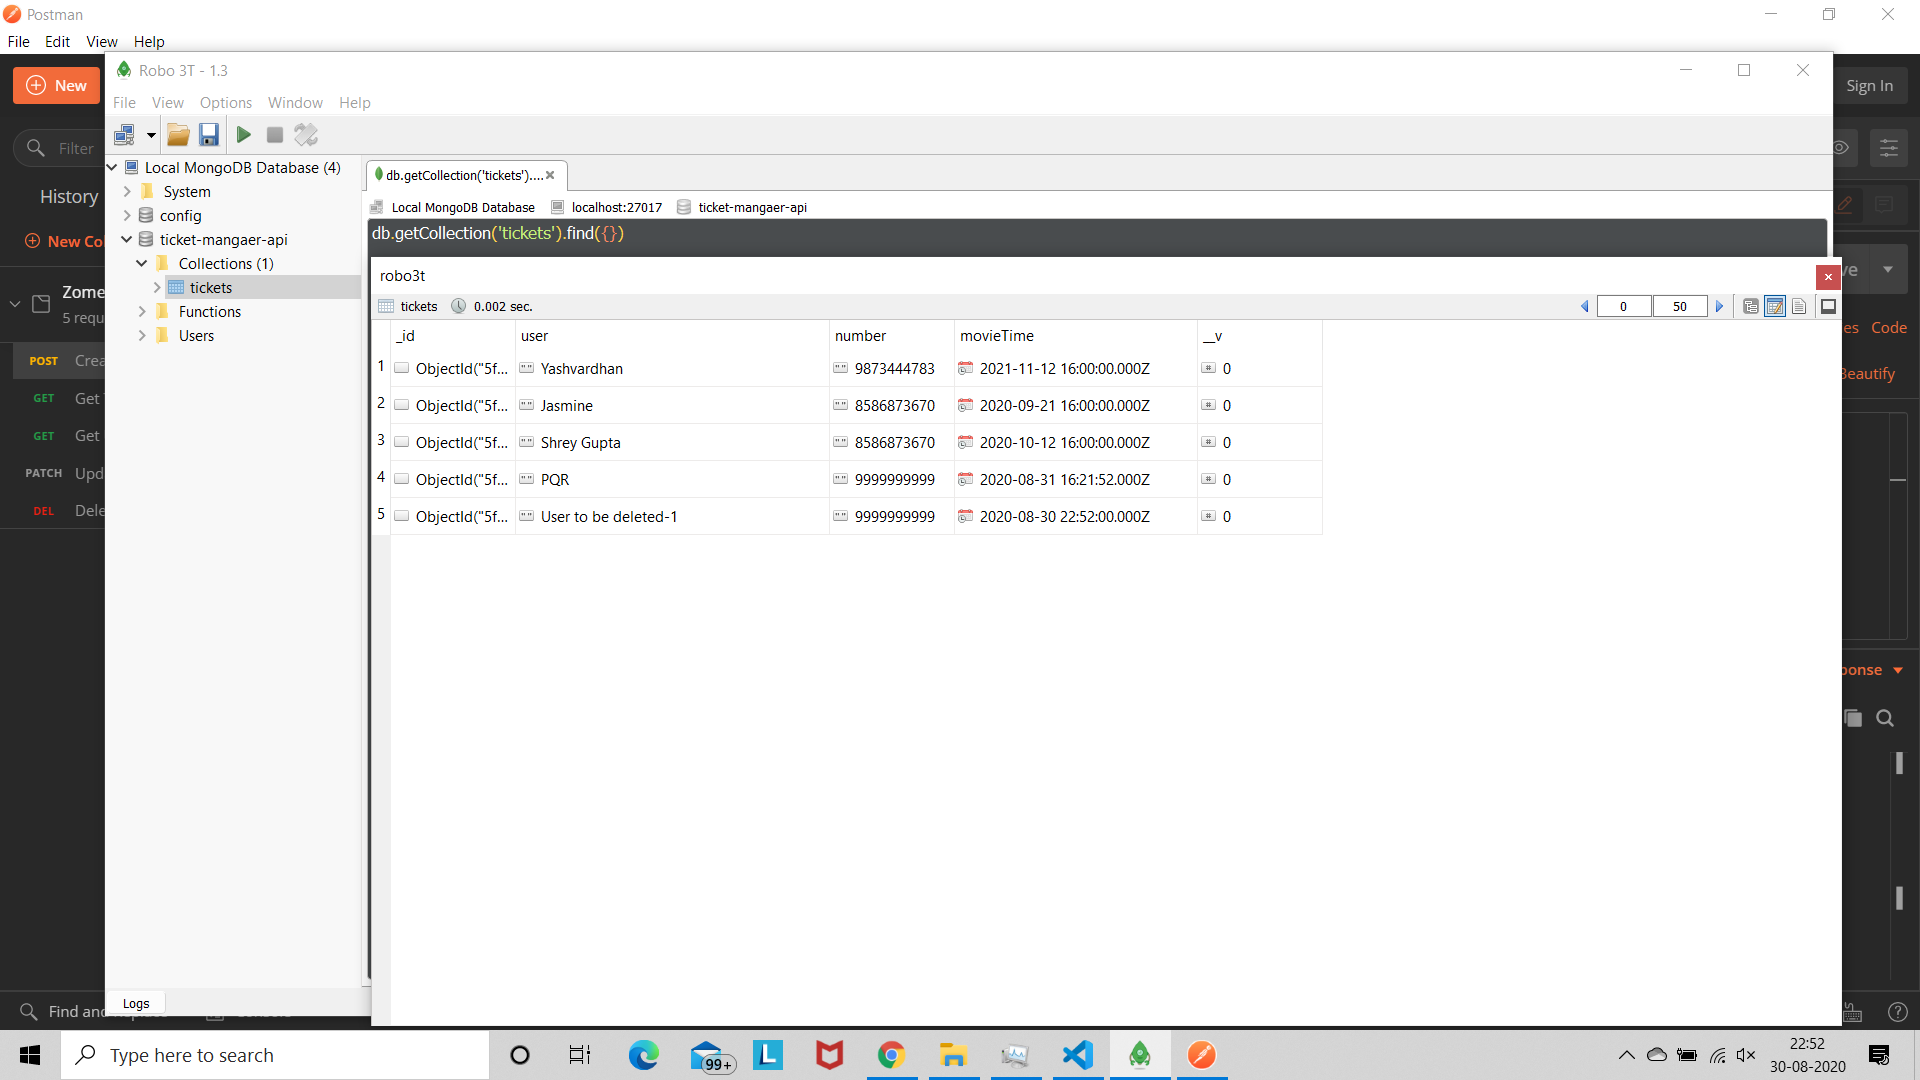 Postman
File Edit View Help
New
Sign In
Filter
History
New Co
Zome
5 requ
POST Crea
GET Get
GET Get
PATCH Upd
DEL Dele
Robo 3T - 1.3
File View Options Window Help
Local MongoDB Database (4)
System
config
ticket-mangaer-api
Collections (1)
tickets
Functions
Users
db.getCollection('tickets')....
Local MongoDB Database localhost:27017 ticket-mangaer-api
db.getCollection('tickets').find({})
robo3t
tickets 0.002 sec. 0 50
_id user number movieTime __v
1 ObjectId("5f... Yashvardhan 9873444783 2021-11-12 16:00:00.000Z 0
2 ObjectId("5f... Jasmine 8586873670 2020-09-21 16:00:00.000Z 0
3 ObjectId("5f... Shrey Gupta 8586873670 2020-10-12 16:00:00.000Z 0
4 ObjectId("5f... PQR 9999999999 2020-08-31 16:21:52.000Z 0
5 ObjectId("5f... User to be deleted-1 9999999999 2020-08-30 22:52:00.000Z 0
ve
es Code
Beautify
ponse
Logs
Find an
Type here to search
99+
L
22:52
30-08-2020